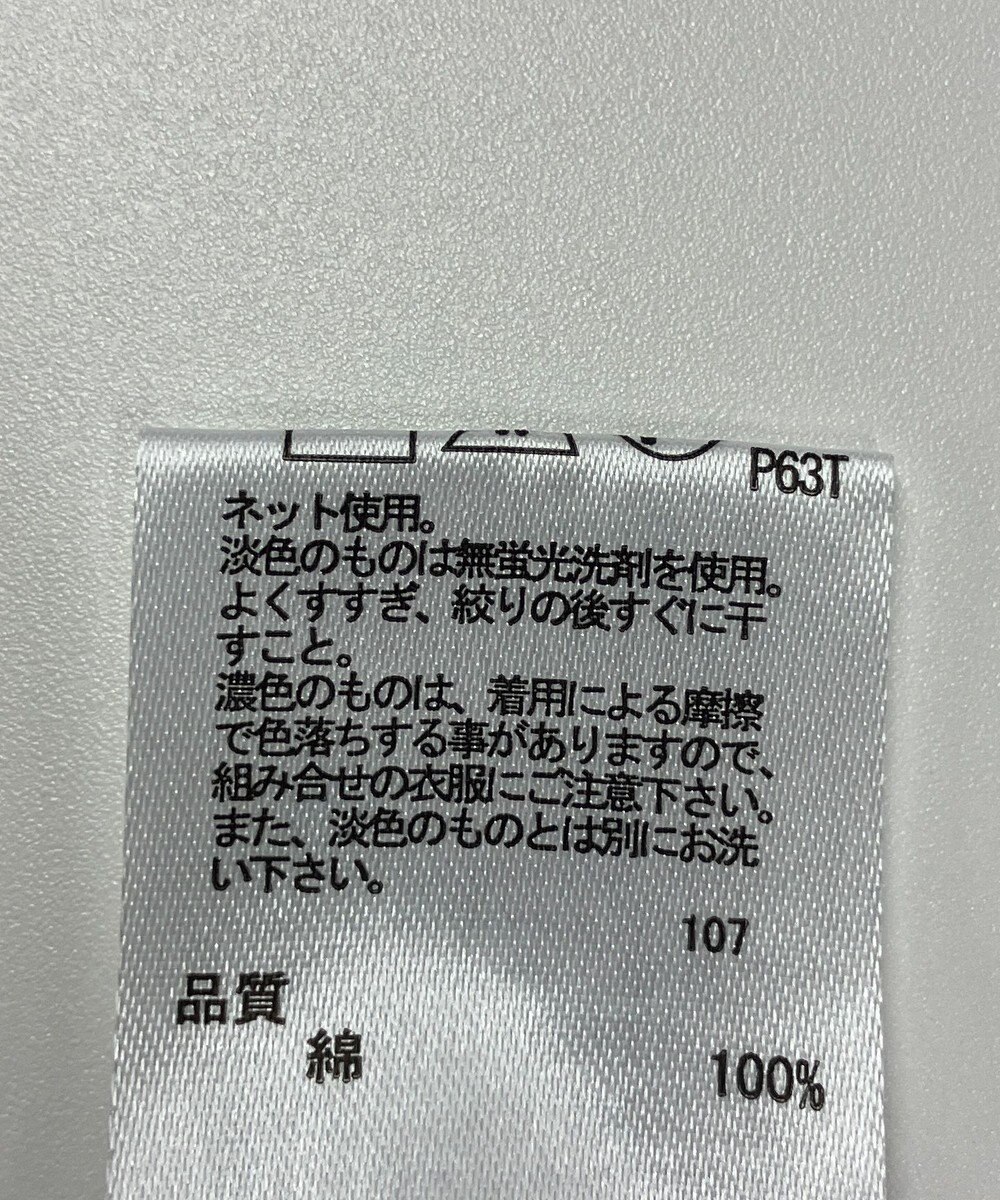 P63T
ネット使用。
淡色のものは無蛍光洗剤を使用。
よくすすぎ、絞りの後すぐに干
すこと。
濃色のものは、着用による摩擦
で色落ちする事がありますので、
組み合せの衣服にご注意下さい。
また、淡色のものとは別にお洗
い下さい。
107
品質
綿 100%